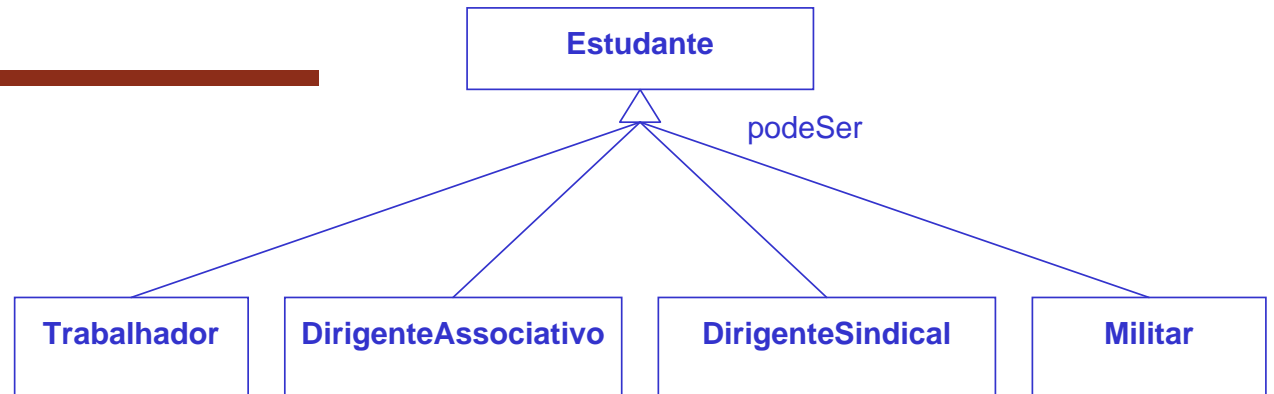 Estudante
podeSer
Trabalhador
DirigenteAssociativo
DirigenteSindical
Militar